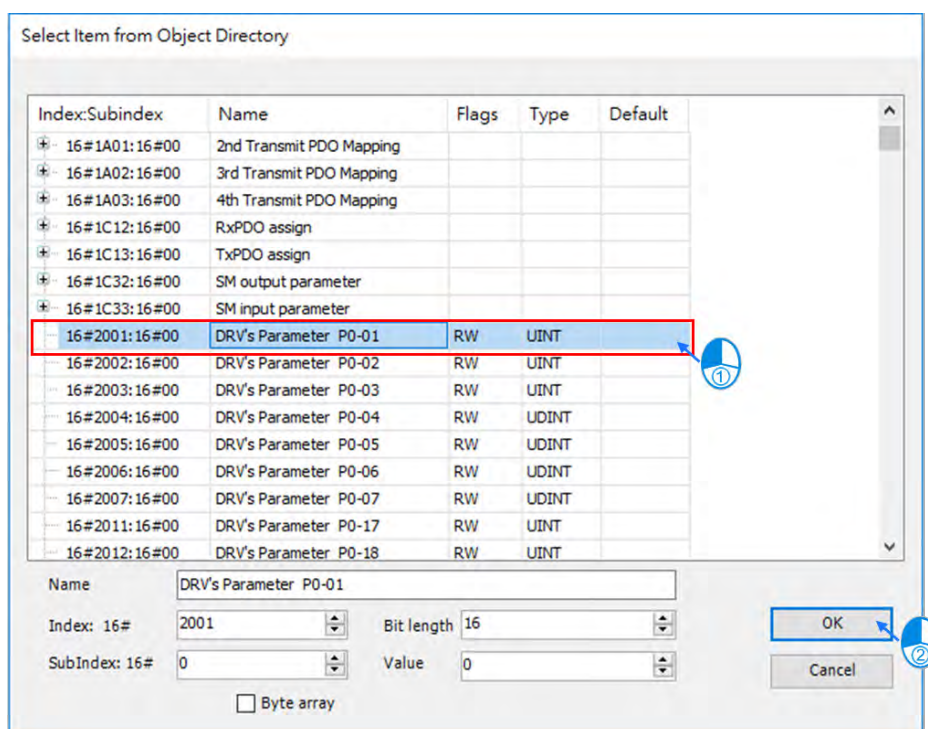 Select Item from Object Directory
Index:Subindex Name Flags Type Default
16#1A01:16#00 2nd Transmit PDO Mapping
16#1A02:16#00 3rd Transmit PDO Mapping
16#1A03:16#00 4th Transmit PDO Mapping
16#1C12:16#00 RxPDO assign
16#1C13:16#00 TxPDO assign
16#1C32:16#00 SM output parameter
16#1C33:16#00 SM input parameter
16#2001:16#00 DRV's Parameter P0-01 RW UINT
①
16#2002:16#00 DRV's Parameter P0-02 RW UINT
16#2003:16#00 DRV's Parameter P0-03 RW UINT
16#2004:16#00 DRV's Parameter P0-04 RW UDINT
16#2005:16#00 DRV's Parameter P0-05 RW UDINT
16#2006:16#00 DRV's Parameter P0-06 RW UDINT
16#2007:16#00 DRV's Parameter P0-07 RW UDINT
16#2011:16#00 DRV's Parameter P0-17 RW UINT
16#2012:16#00 DRV's Parameter P0-18 RW UINT
Name DRV's Parameter P0-01
Index: 16# 2001 Bit length 16 OK
②
SubIndex: 16# 0 Value 0 Cancel
Byte array